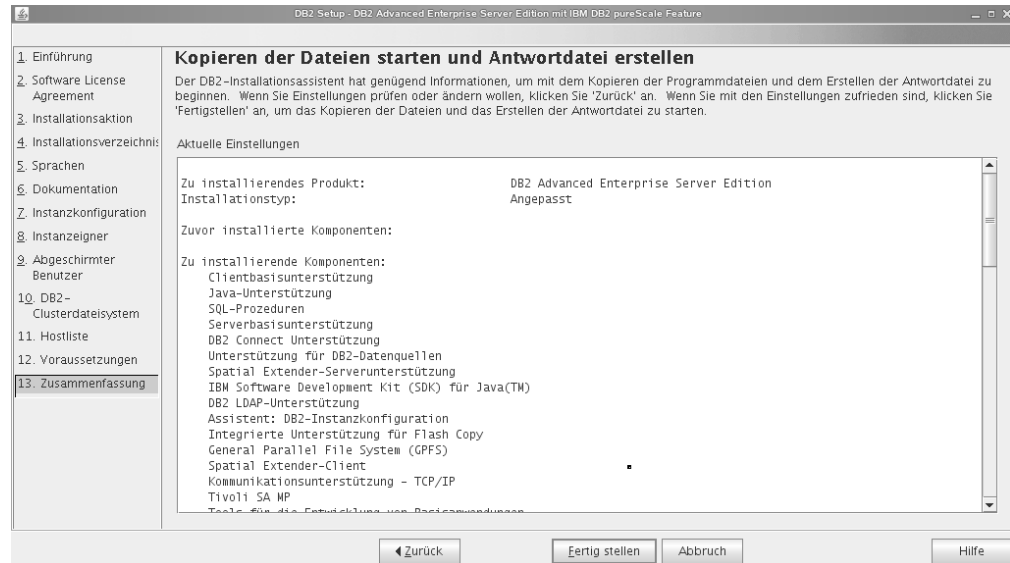 DB2 Setup - DB2 Advanced Enterprise Server Edition mit IBM DB2 pureScale Feature
1. Einführung
2. Software License
Agreement
3. Installationsaktion
4. Installationsverzeichnis
5. Sprachen
6. Dokumentation
7. Instanzkonfiguration
8. Instanzeigner
9. Abgeschirmter
Benutzer
10. DB2-
Clusterdateisystem
11. Hostliste
12. Voraussetzungen
13. Zusammenfassung
Kopieren der Dateien starten und Antwortdatei erstellen
Der DB2-Installationsassistent hat genügend Informationen, um mit dem Kopieren der Programmdateien und dem Erstellen der Antwortdatei zu
beginnen. Wenn Sie Einstellungen prüfen oder ändern wollen, klicken Sie 'Zurück' an. Wenn Sie mit den Einstellungen zufrieden sind, klicken Sie
'Fertigstellen' an, um das Kopieren der Dateien und das Erstellen der Antwortdatei zu starten.
Aktuelle Einstellungen
Zu installierendes Produkt: DB2 Advanced Enterprise Server Edition
Installationstyp: Angepasst
Zuvor installierte Komponenten:
Zu installierende Komponenten:
Clientbasisunterstützung
Java-Unterstützung
SQL-Prozeduren
Serverbasisunterstützung
DB2 Connect Unterstützung
Unterstützung für DB2-Datenquellen
Spatial Extender-Serverunterstützung
IBM Software Development Kit (SDK) für Java(TM)
DB2 LDAP-Unterstützung
Assistent: DB2-Instanzkonfiguration
Integrierte Unterstützung für Flash Copy
General Parallel File System (GPFS)
Spatial Extender-Client
Kommunikationsunterstützung - TCP/IP
Tivoli SA MP
Tools für die Entwicklung von Basisanwendungen
Zurück
Fertig stellen
Abbruch
Hilfe